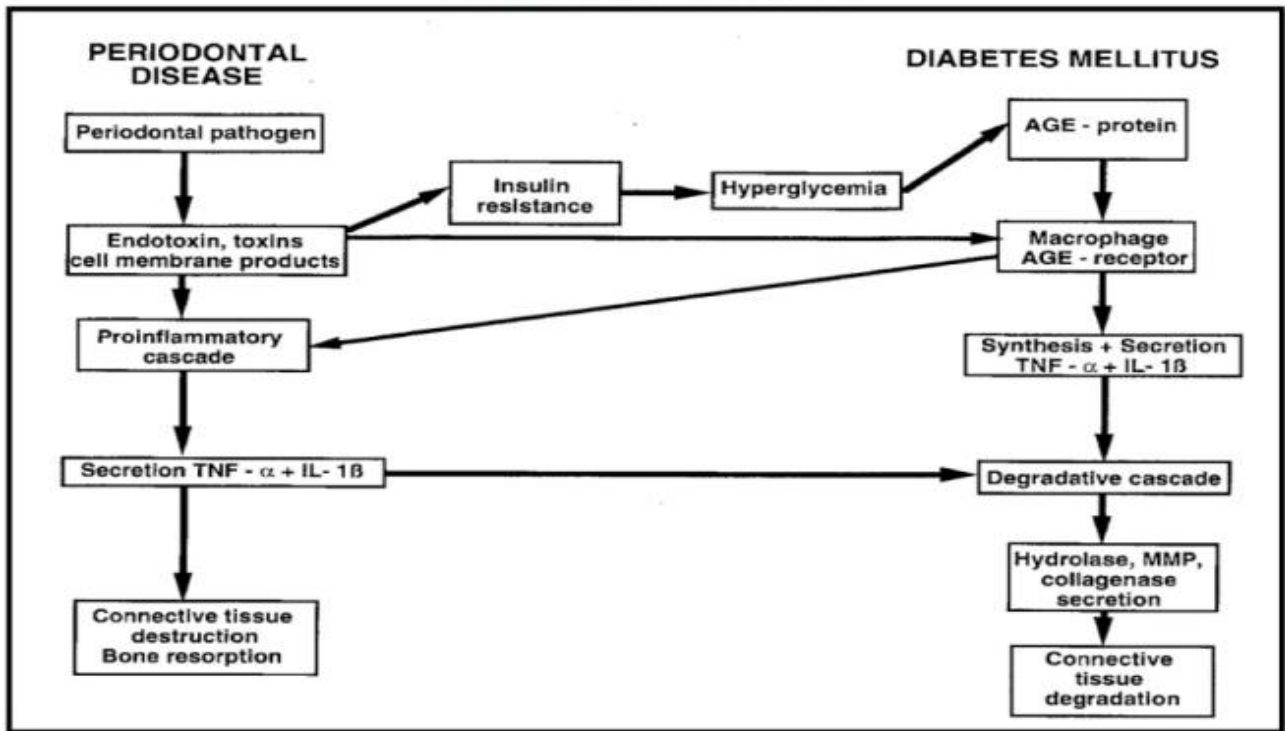 PERIODONTAL
DISEASE
Periodontal pathogen
Endotoxin, toxins
cell membrane products
Proinflammatory
cascade
Secretion TNF - α + IL- 1ß
Connective tissue
destruction
Bone resorption
Insulin
resistance
Hyperglycemia
DIABETES MELLITUS
AGE - protein
Macrophage
AGE - receptor
Synthesis + Secretion
TNF - α + IL- 1ß
Degradative cascade
Hydrolase, MMP,
collagenase
secretion
Connective
tissue
degradation